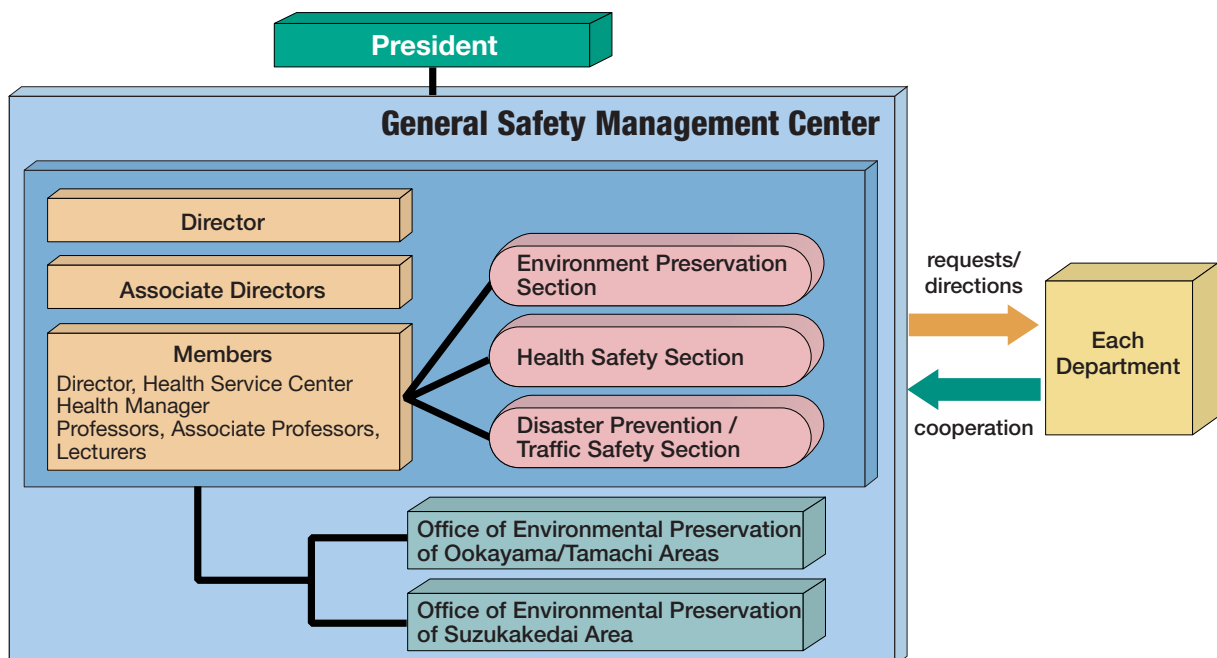 President
General Safety Management Center
Director
Associate Directors
Members
Director, Health Service Center
Health Manager
Professors, Associate Professors,
Lecturers
Environment Preservation
Section
Health Safety Section
Disaster Prevention /
Traffic Safety Section
Office of Environmental Preservation
of Ookayama/Tamachi Areas
Office of Environmental Preservation
of Suzukakedai Area
requests/
directions
cooperation
Each
Department